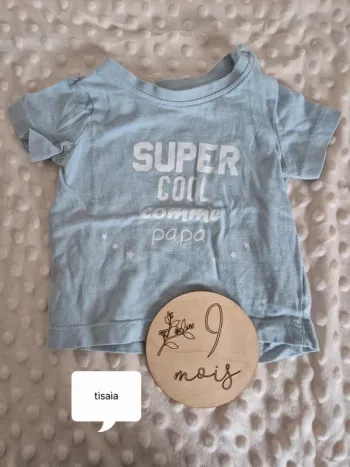 SUPER
COOL
comme
papa
9
mois
tisaia